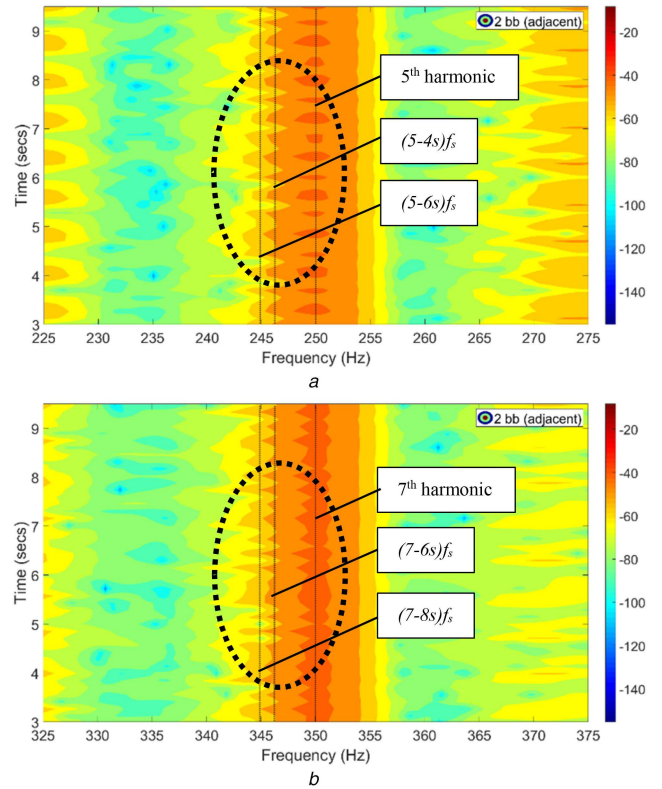 2 bb (adjacent)
9
8
7
6
5
4
3
Time (secs)
5th harmonic
(5-4s)fs
(5-6s)fs
-20
-40
-60
-80
-100
-120
-140
225 230 235 240 245 250 255 260 265 270 275
Frequency (Hz)
a
2 bb (adjacent)
9
8
7
6
5
4
3
Time (secs)
7th harmonic
(7-6s)fs
(7-8s)fs
-20
-40
-60
-80
-100
-120
-140
325 330 335 340 345 350 355 360 365 370 375
Frequency (Hz)
b